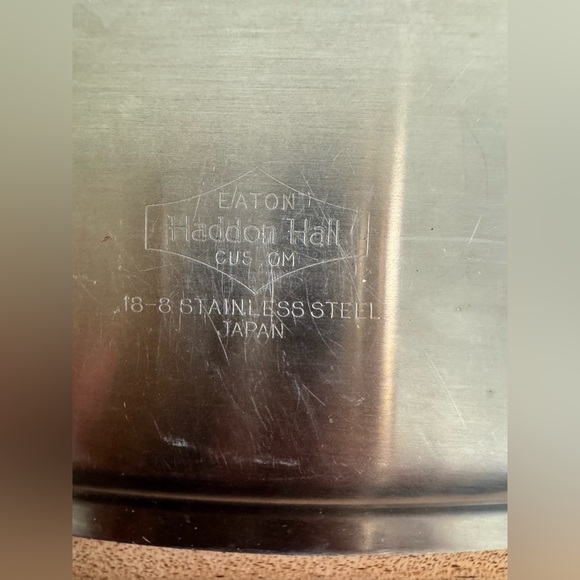 EATON
Haddon Hall
CUSTOM
18-8 STAINLESS STEEL
JAPAN